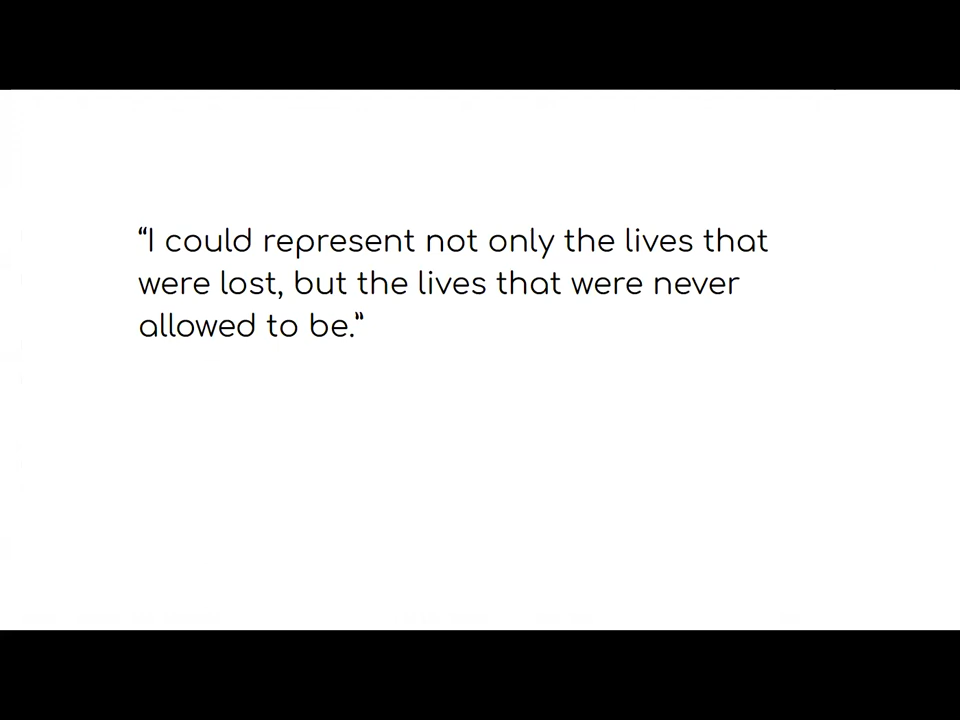 “I could represent not only the lives that
were lost, but the lives that were never
allowed to be.”